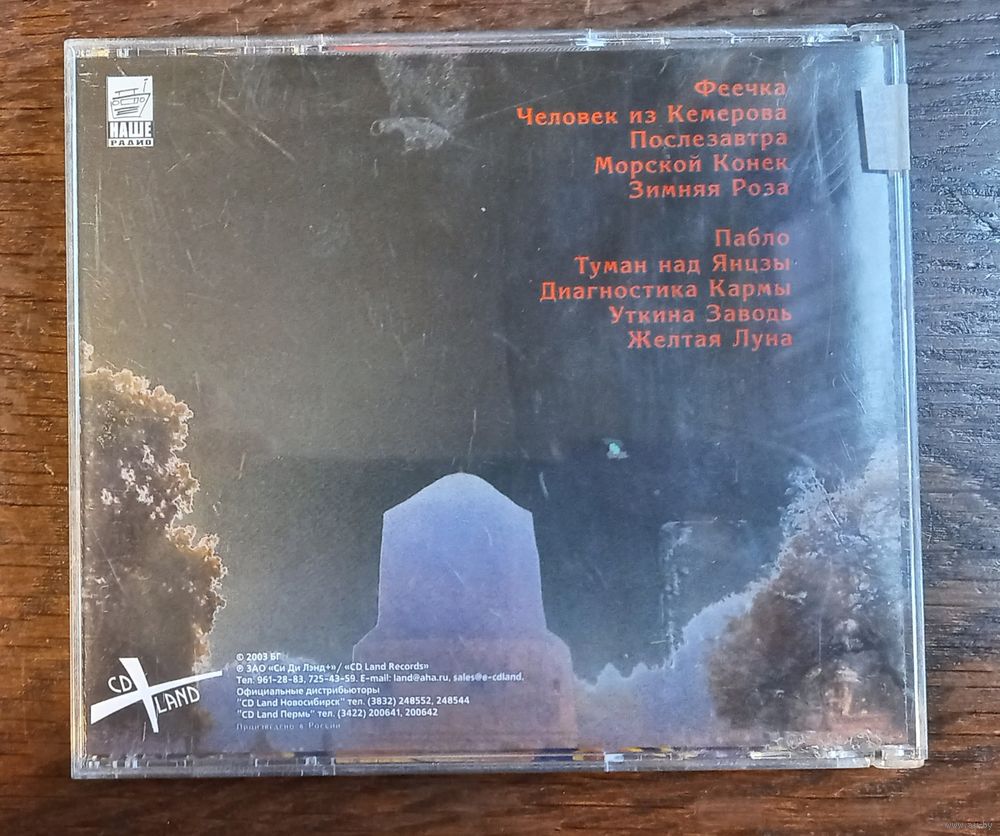 НАШЕ
РАДИО
Феечка
Человек из Кемерова
Послезавтра
Морской Конек
Зимняя Роза
Пабло
Туман над Янцзы
Диагностика Кармы
Уткина Заводь
Желтая Луна
CD LAND
© 2003 БГ
℗ ЗАО «Си Ди Лэнд+» / «CD Land Records»
Тел. 961-28-83, 725-43-59. E-mail: land@aha.ru, sales@e-cdland.
Официальные дистрибьюторы
"CD Land Новосибирск" тел. (3832) 248552, 248544
"CD Land Пермь" тел. (3422) 200641, 200642
Произведено в России